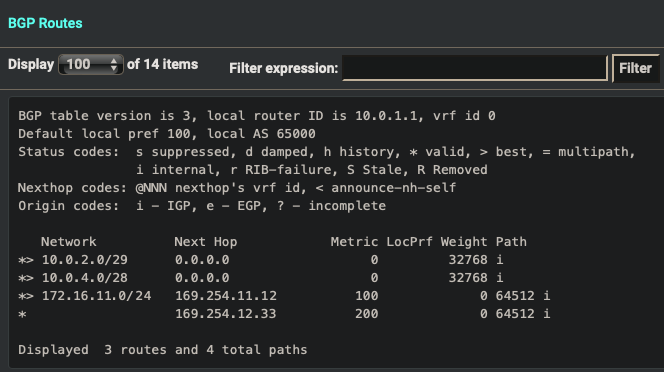 BGP Routes
Display 100 of 14 items Filter expression: Filter
BGP table version is 3, local router ID is 10.0.1.1, vrf id 0
Default local pref 100, local AS 65000
Status codes:  s suppressed, d damped, h history, * valid, > best, = multipath,
               i internal, r RIB-failure, S Stale, R Removed
Nexthop codes: @NNN nexthop's vrf id, < announce-nh-self
Origin codes:  i - IGP, e - EGP, ? - incomplete

   Network          Next Hop            Metric LocPrf Weight Path
*> 10.0.2.0/29      0.0.0.0                  0         32768 i
*> 10.0.4.0/28      0.0.0.0                  0         32768 i
*> 172.16.11.0/24   169.254.11.12          100             0 64512 i
*                   169.254.12.33          200             0 64512 i

Displayed  3 routes and 4 total paths